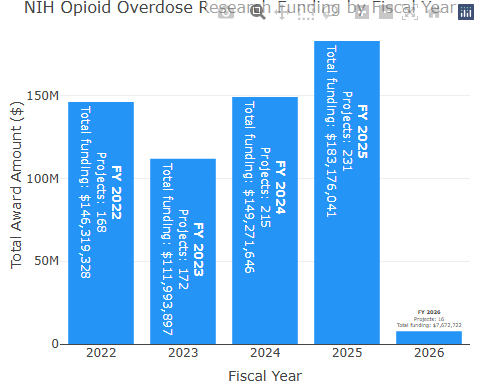 NIH Opioid Overdose Research Funding by Fiscal Year
Total Award Amount ($)
150M
100M
50M
0
FY 2022
Projects: 168
Total funding: $146,319,328
FY 2023
Projects: 172
Total funding: $111,993,897
FY 2024
Projects: 215
Total funding: $149,271,646
FY 2025
Projects: 231
Total funding: $183,176,041
FY 2026
Projects: 16
Total funding: $7,672,722
2022
2023
2024
2025
2026
Fiscal Year